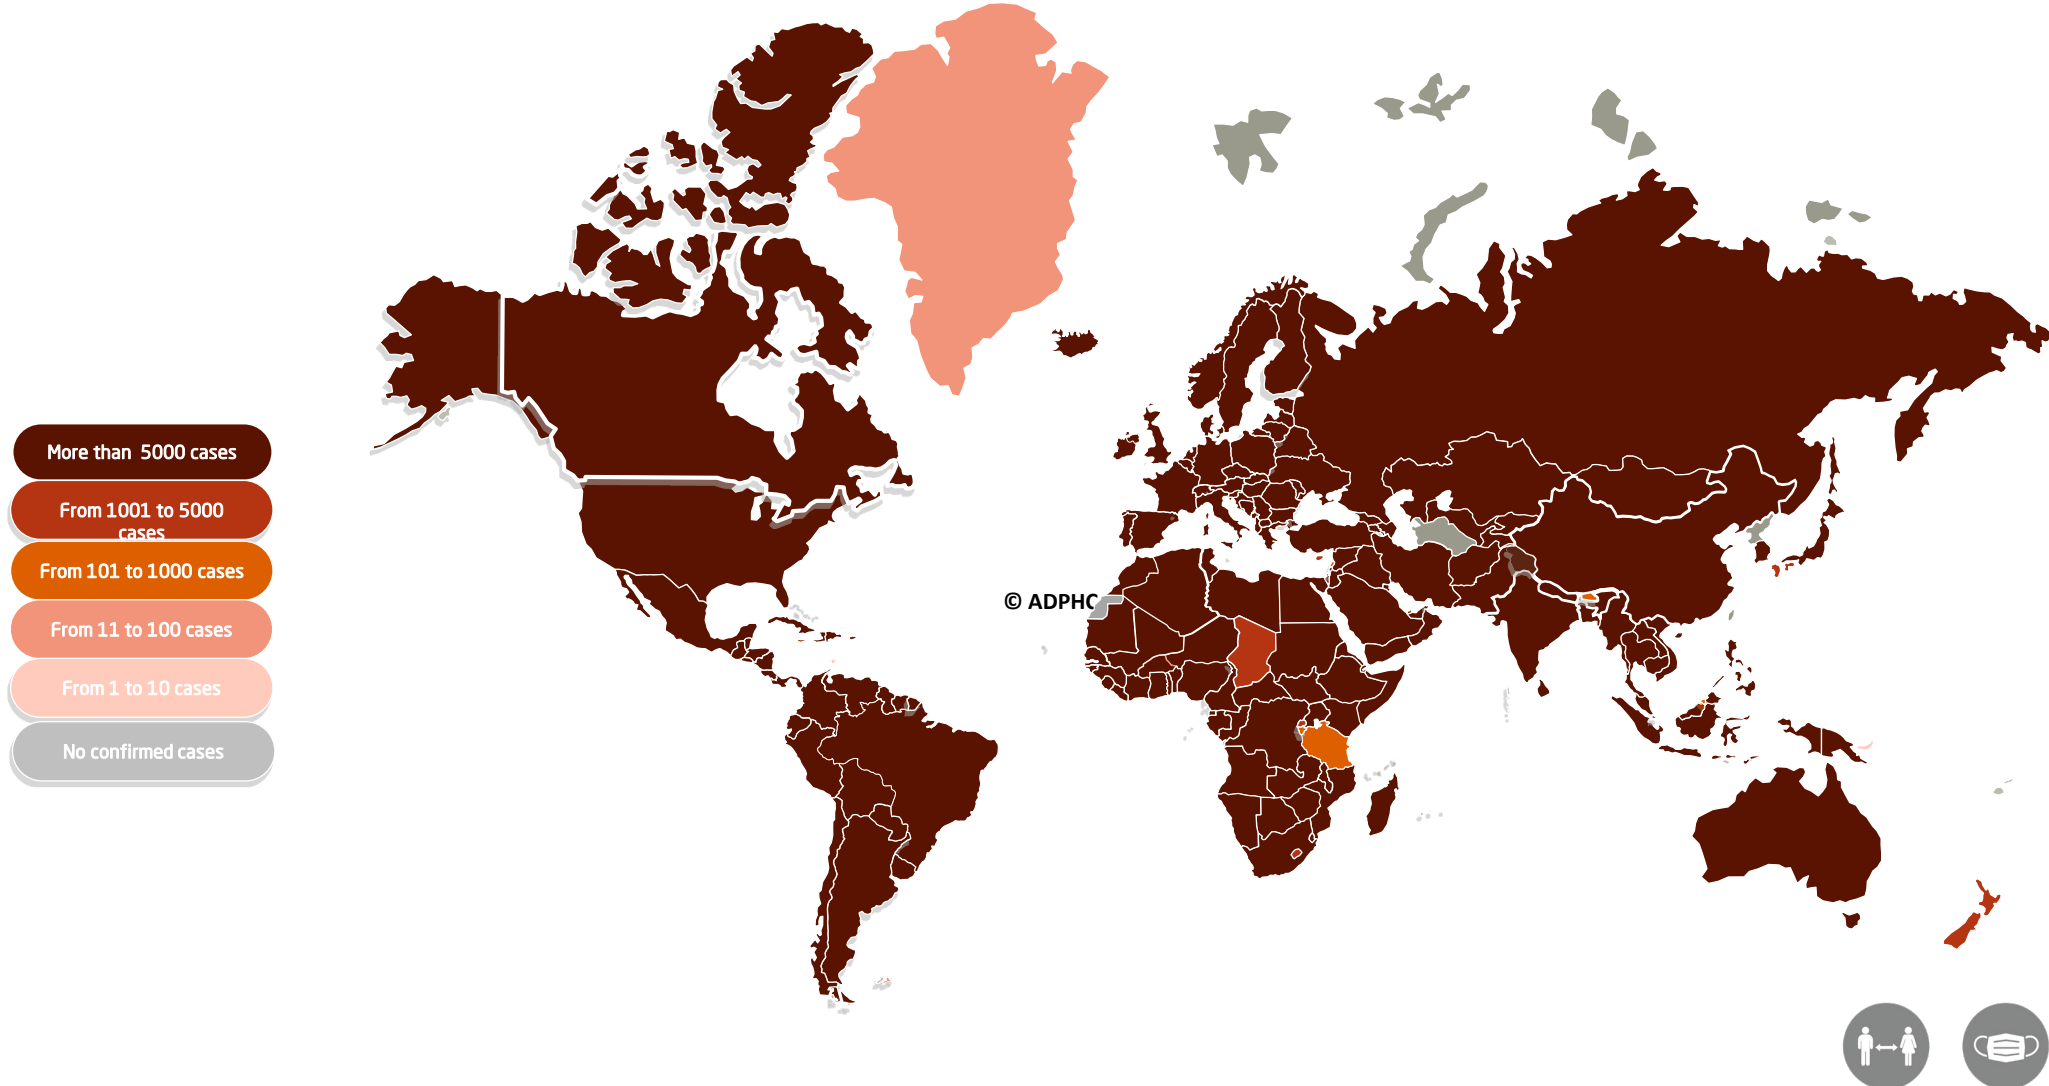 More than 5000 cases
From 1001 to 5000
cases
From 101 to 1000 cases
From 11 to 100 cases
From 1 to 10 cases
No confirmed cases
© ADPHC